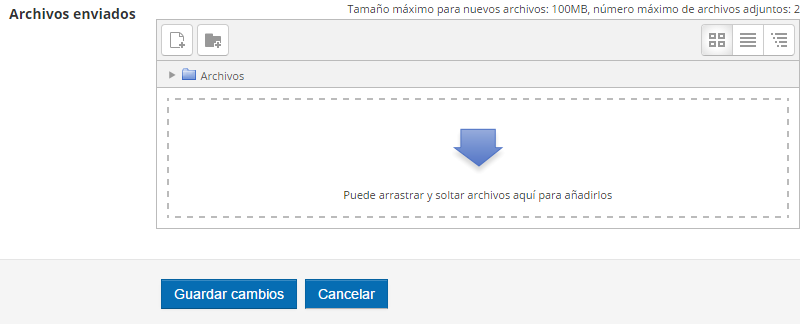 Archivos enviados
Tamaño máximo para nuevos archivos: 100MB, número máximo de archivos adjuntos: 2
Archivos
Puede arrastrar y soltar archivos aquí para añadirlos
Guardar cambios
Cancelar